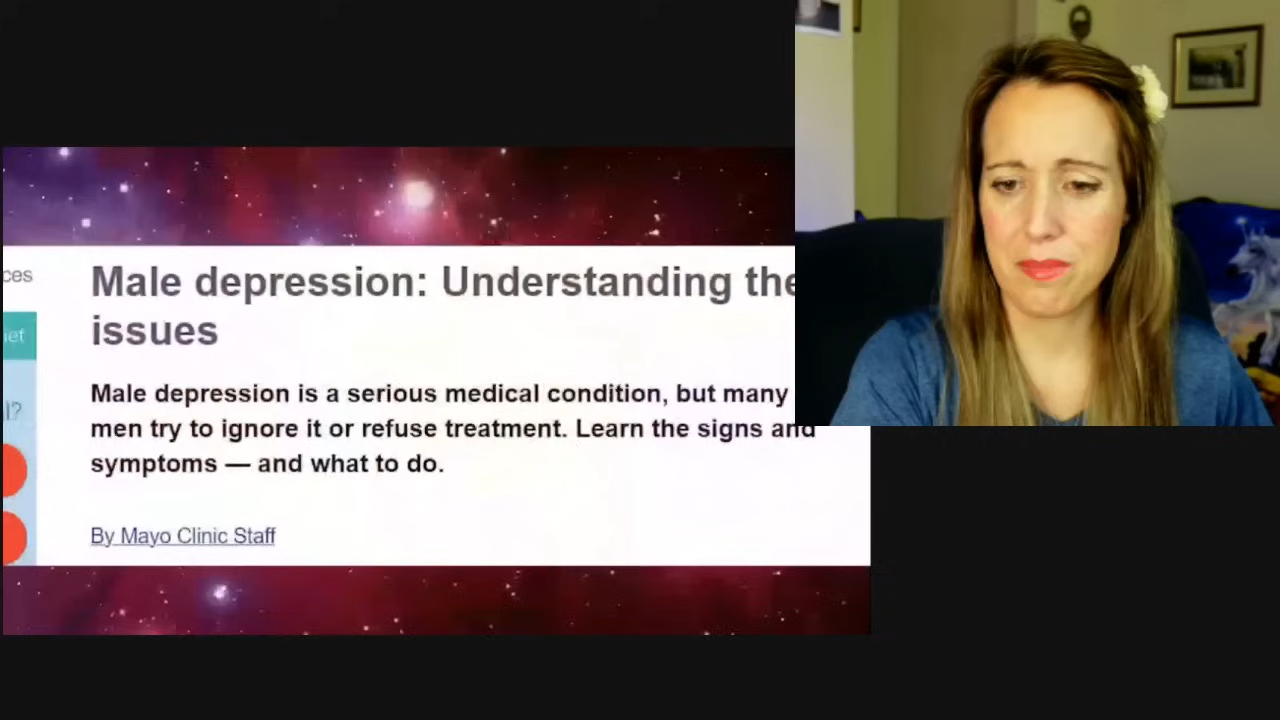 ces
Male depression: Understanding the
issues
Male depression is a serious medical condition, but many
men try to ignore it or refuse treatment. Learn the signs and
symptoms — and what to do.
By Mayo Clinic Staff